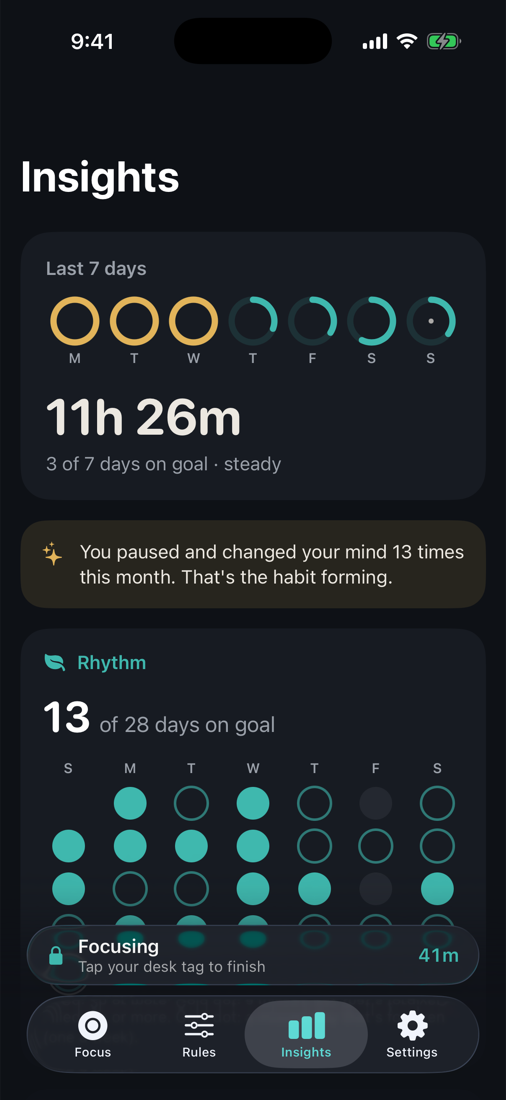 9:41
Insights
Last 7 days
M T W T F S S
11h 26m
3 of 7 days on goal · steady
You paused and changed your mind 13 times
this month. That's the habit forming.
Rhythm
13 of 28 days on goal
S M T W T F S
Focusing
Tap your desk tag to finish
41m
Focus Rules Insights Settings